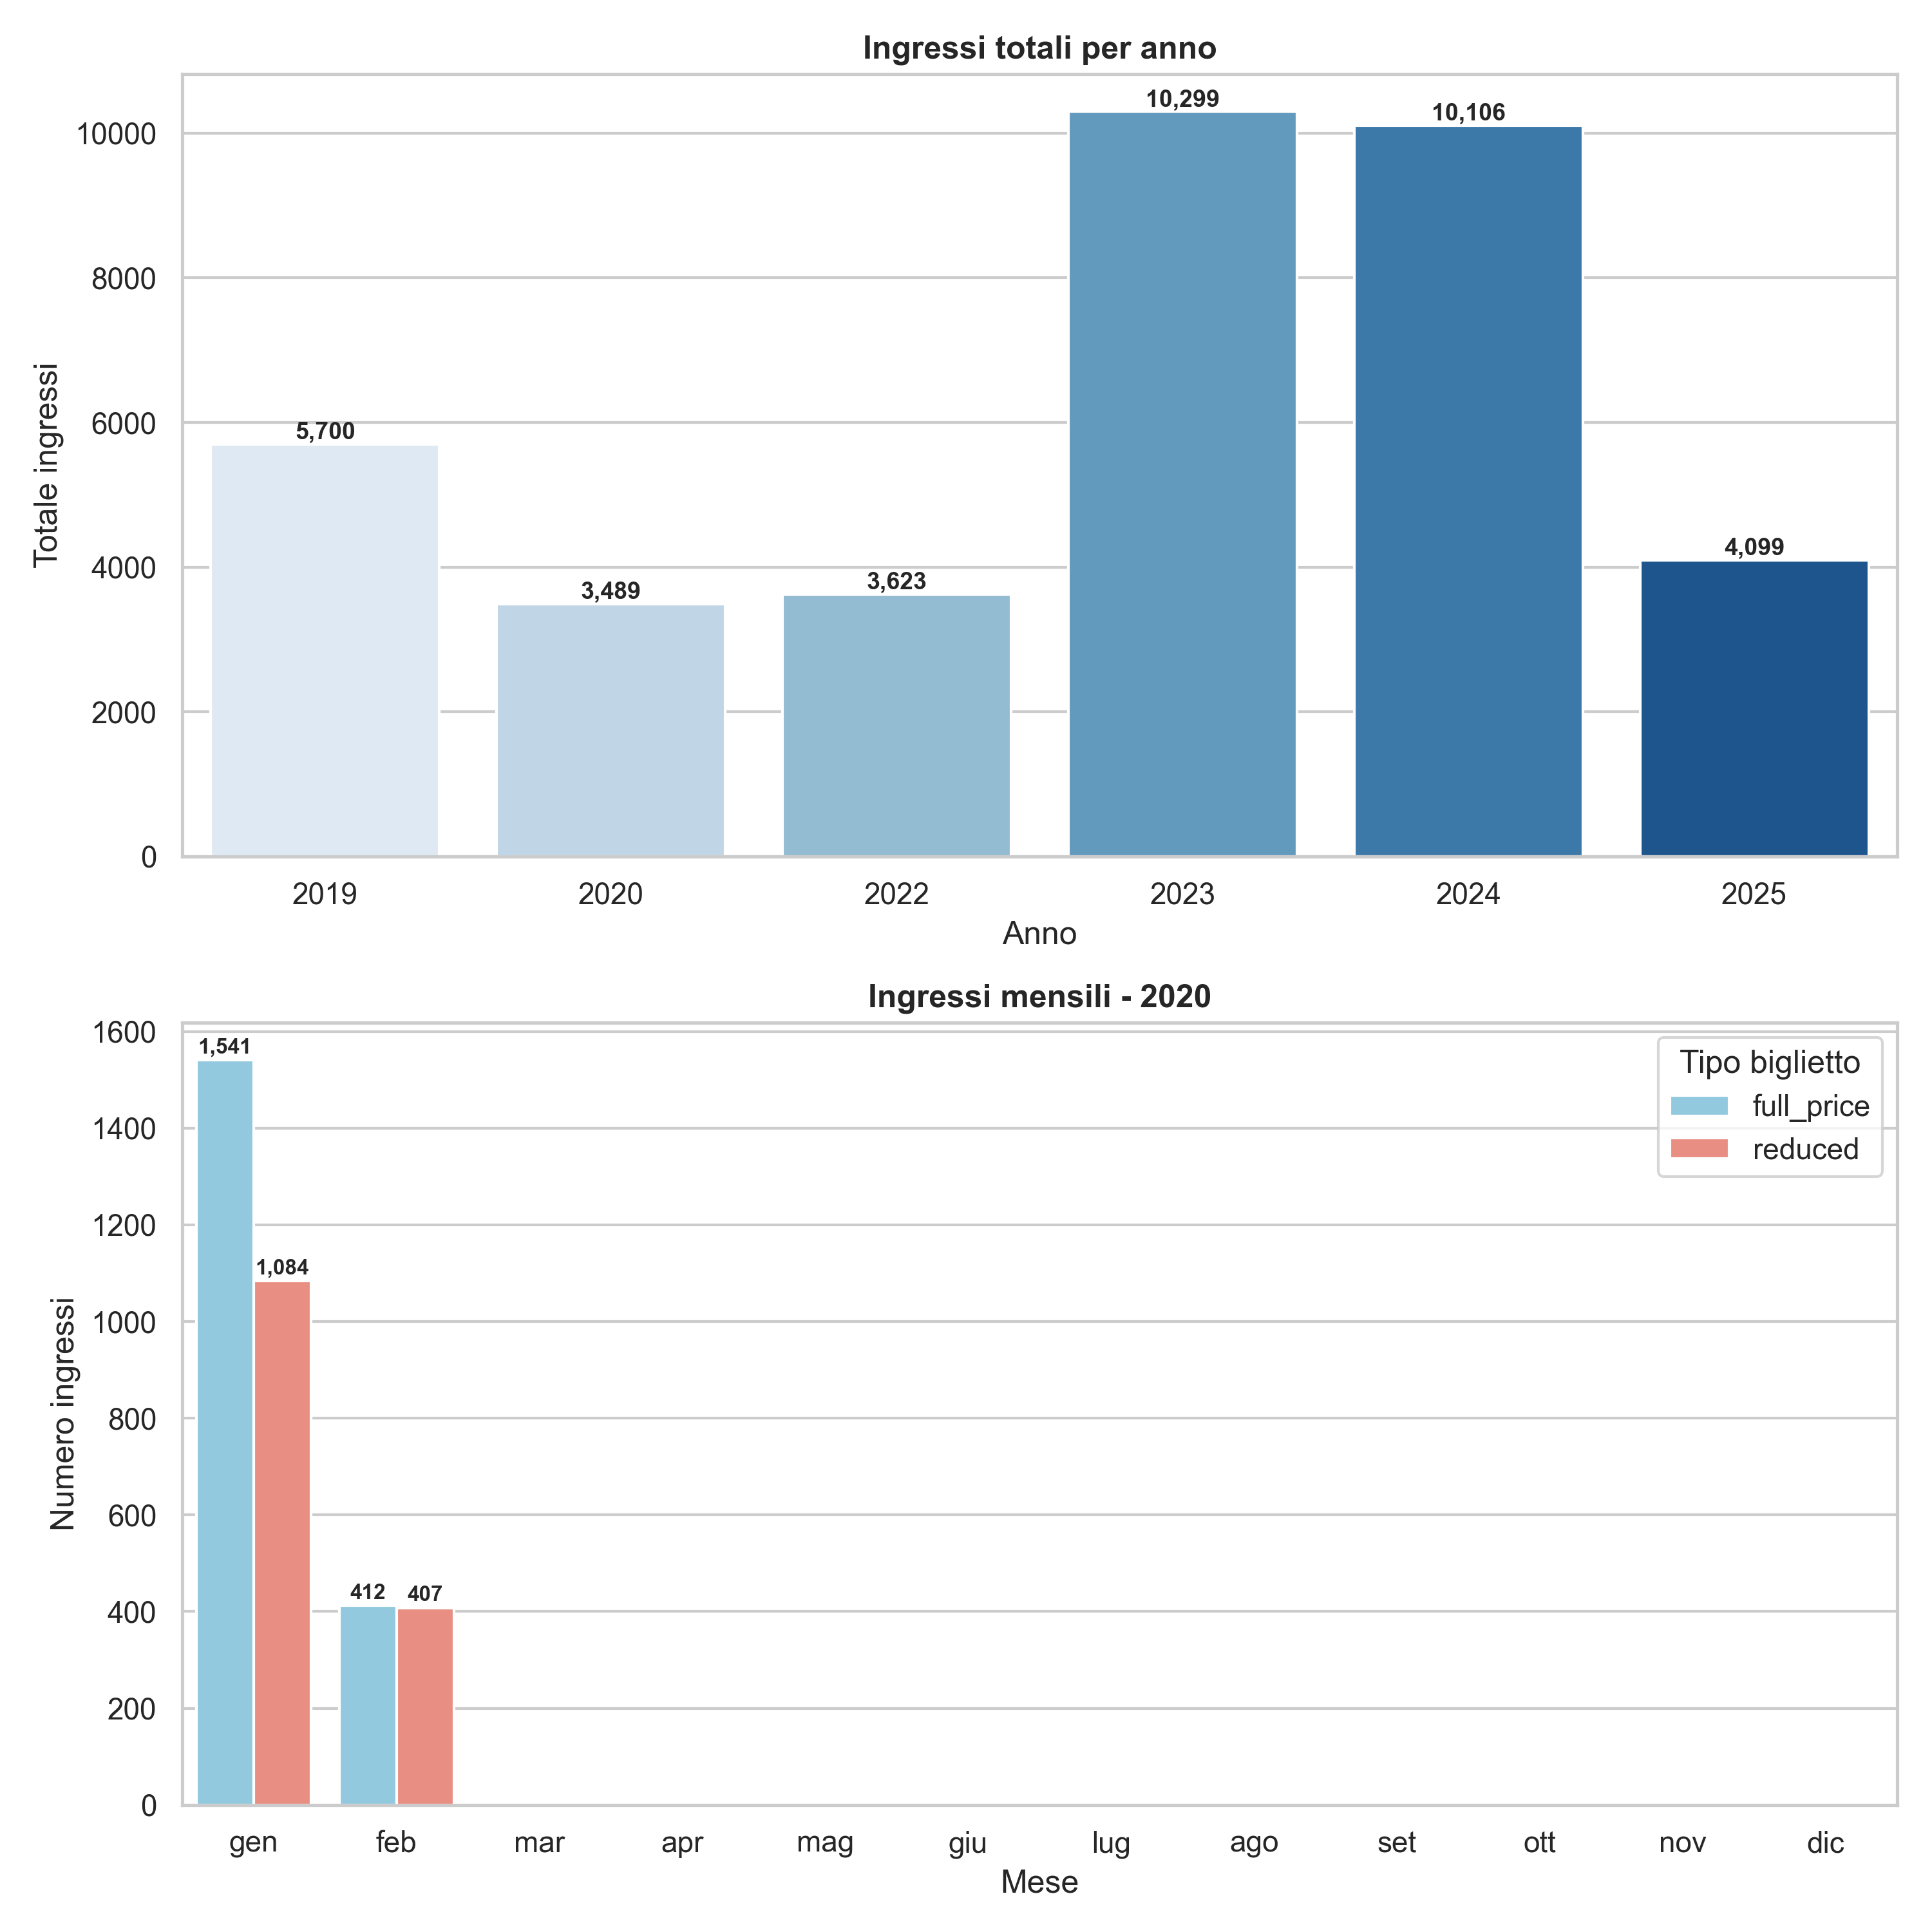 Ingressi totali per anno
Totale ingressi
10000
8000
6000
4000
2000
0
5,700
3,489
3,623
10,299
10,106
4,099
2019 2020 2022 2023 2024 2025
Anno
Ingressi mensili - 2020
Numero ingressi
1600
1400
1200
1000
800
600
400
200
0
1,541
1,084
412
407
Tipo biglietto
full_price
reduced
gen feb mar apr mag giu lug ago set ott nov dic
Mese